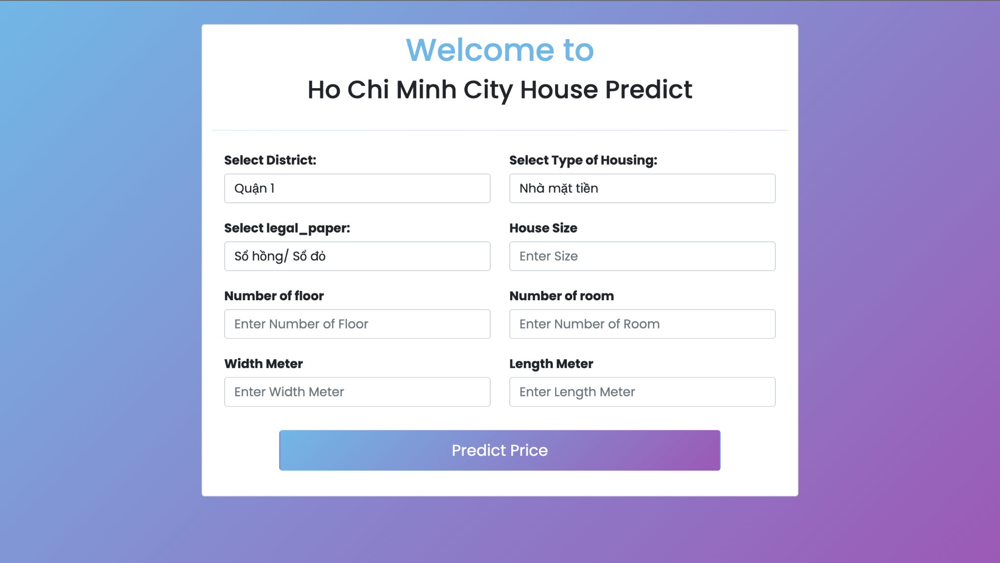 Welcome to
Ho Chi Minh City House Predict
Select District:
Quận 1
Select Type of Housing:
Nhà mặt tiền
Select legal_paper:
Sổ hồng/ Sổ đỏ
House Size
Enter Size
Number of floor
Enter Number of Floor
Number of room
Enter Number of Room
Width Meter
Enter Width Meter
Length Meter
Enter Length Meter
Predict Price